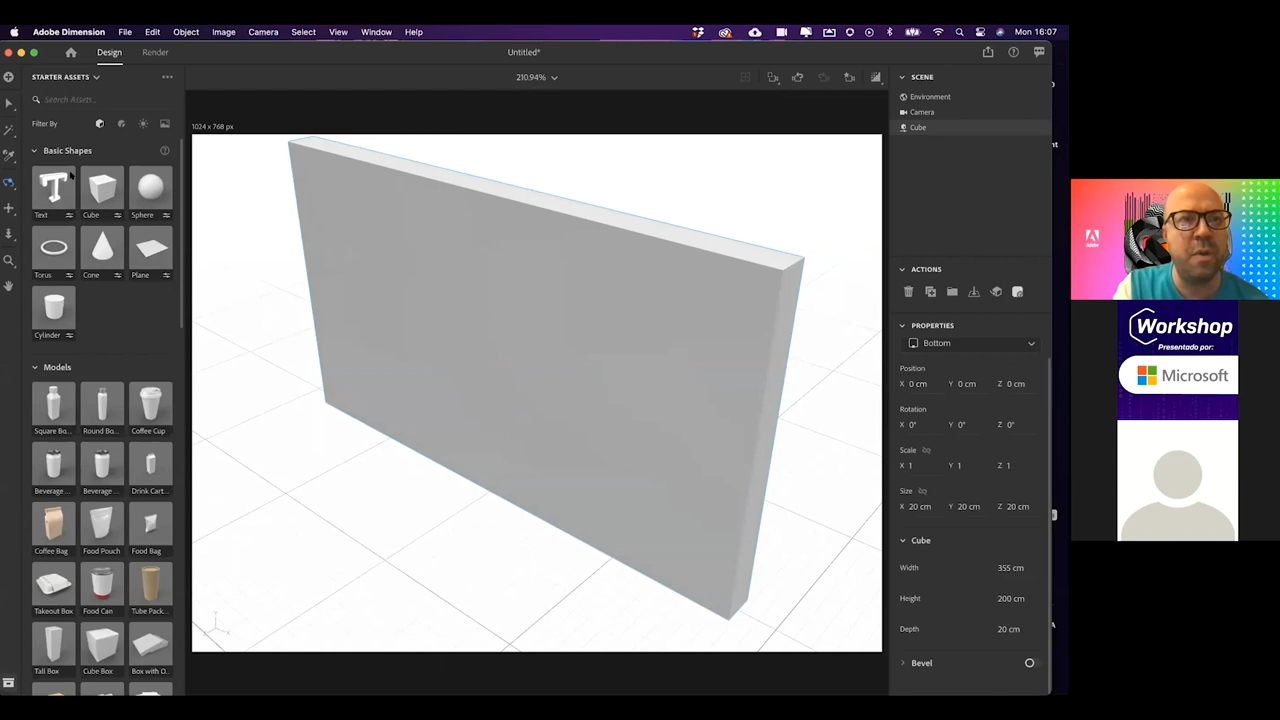 Adobe Dimension File Edit Object Image Camera Select View Window Help Mon 16:07
Home Design Render Untitled*
STARTER ASSETS
210.94%
SCENE
Search Assets...
Environment
Camera
Cube
Filter By
1024 x 768 px
Basic Shapes
Text Cube Sphere
Torus Cone Plane
Cylinder
Models
Square Bo... Round Bo... Coffee Cup
Beverage ... Beverage ... Drink Cart...
Coffee Bag Food Pouch Food Bag
Takeout Box Food Can Tube Pack...
Tall Box Cube Box Box with O...
ACTIONS
PROPERTIES
Bottom
Position
X 0 cm Y 0 cm Z 0 cm
Rotation
X 0° Y 0° Z 0°
Scale
X 1 Y 1 Z 1
Size
X 20 cm Y 20 cm Z 20 cm
Cube
Width 355 cm
Height 200 cm
Depth 20 cm
Bevel
Adobe
Workshop
Presentado por:
Microsoft